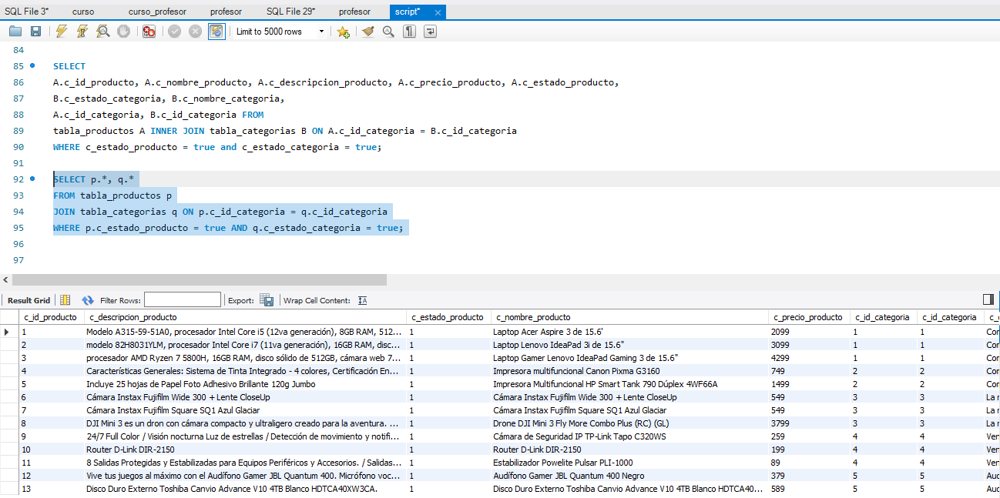 SQL File 3* curso curso_profesor profesor SQL File 29* profesor script* ×
Limit to 5000 rows
84
85 SELECT
86 A.c_id_producto, A.c_nombre_producto, A.c_descripcion_producto, A.c_precio_producto, A.c_estado_producto,
87 B.c_estado_categoria, B.c_nombre_categoria,
88 A.c_id_categoria, B.c_id_categoria FROM
89 tabla_productos A INNER JOIN tabla_categorias B ON A.c_id_categoria = B.c_id_categoria
90 WHERE c_estado_producto = true and c_estado_categoria = true;
91
92 SELECT p.*, q.*
93 FROM tabla_productos p
94 JOIN tabla_categorias q ON p.c_id_categoria = q.c_id_categoria
95 WHERE p.c_estado_producto = true AND q.c_estado_categoria = true;
96
97
Result Grid Filter Rows: Export: Wrap Cell Content:
c_id_producto c_descripcion_producto c_estado_producto c_nombre_producto c_precio_producto c_id_categoria c_id_categoria c_
1 Modelo A315-59-51A0, procesador Intel Core i5 (12va generación), 8GB RAM, 512... 1 Laptop Acer Aspire 3 de 15.6' 2099 1 1 Cor
2 modelo 82H8031YLM, procesador Intel Core i7 (11va generación), 16GB RAM, disc... 1 Laptop Lenovo IdeaPad 3i de 15.6" 3099 1 1 Cor
3 procesador AMD Ryzen 7 5800H, 16GB RAM, disco sólido de 512GB, cámara web 7... 1 Laptop Gamer Lenovo IdeaPad Gaming 3 de 15.6" 4299 1 1 Cor
4 Características Generales: Sistema de Tinta Integrado - 4 colores, Certificación En... 1 Impresora multifuncional Canon Pixma G3160 749 2 2 Cor
5 Incluye 25 hojas de Papel Foto Adhesivo Brillante 120g Jumbo 1 Impresora Multifuncional HP Smart Tank 790 Dúplex 4WF66A 1499 2 2 Cor
6 Cámara Instax Fujifilm Wide 300 + Lente CloseUp 1 Cámara Instax Fujifilm Wide 300 + Lente CloseUp 549 3 3 La r
7 Cámara Instax Fujifilm Square SQ1 Azul Glaciar 1 Cámara Instax Fujifilm Square SQ1 Azul Glaciar 549 3 3 La r
8 DJI Mini 3 es un dron con cámara compacto y ultraligero creado para la aventura. ... 1 Drone DJI Mini 3 Fly More Combo Plus (RC) (GL) 3799 3 3 La r
9 24/7 Full Color / Visión nocturna Luz de estrellas / Detección de movimiento y notifi... 1 Cámara de Seguridad IP TP-Link Tapo C320WS 259 4 4 Ven
10 Router D-Link DIR-2150 1 Router D-Link DIR-2150 199 4 4 Ven
11 8 Salidas Protegidas y Estabilizadas para Equipos Periféricos y Accesorios. / Salidas... 1 Estabilizador Powelite Pulsar PLI-1000 89 4 4 Ven
12 Vive tus juegos al máximo con el Audífono Gamer JBL Quantum 400. Micrófono voc... 1 Audífono Gamer JBL Quantum 400 Negro 379 5 5 Aud
13 Disco Duro Externo Toshiba Canvio Advance V10 4TB Blanco HDTCA40XW3CA. 1 Disco Duro Externo Toshiba Canvio Advance V10 4TB Blanco HDTCA40... 589 5 5 Aud